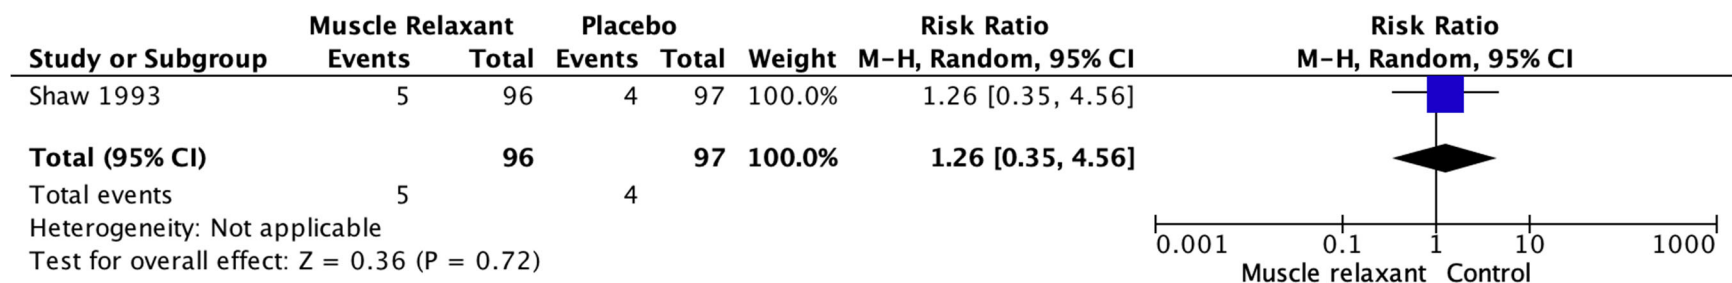 Muscle Relaxant Placebo Risk Ratio Risk Ratio
Study or Subgroup Events Total Events Total Weight M-H, Random, 95% CI M-H, Random, 95% CI
Shaw 1993 5 96 4 97 100.0% 1.26 [0.35, 4.56]
Total (95% CI) 96 97 100.0% 1.26 [0.35, 4.56]
Total events 5 4
Heterogeneity: Not applicable
Test for overall effect: Z = 0.36 (P = 0.72)
0.001 0.1 1 10 1000
Muscle relaxant Control